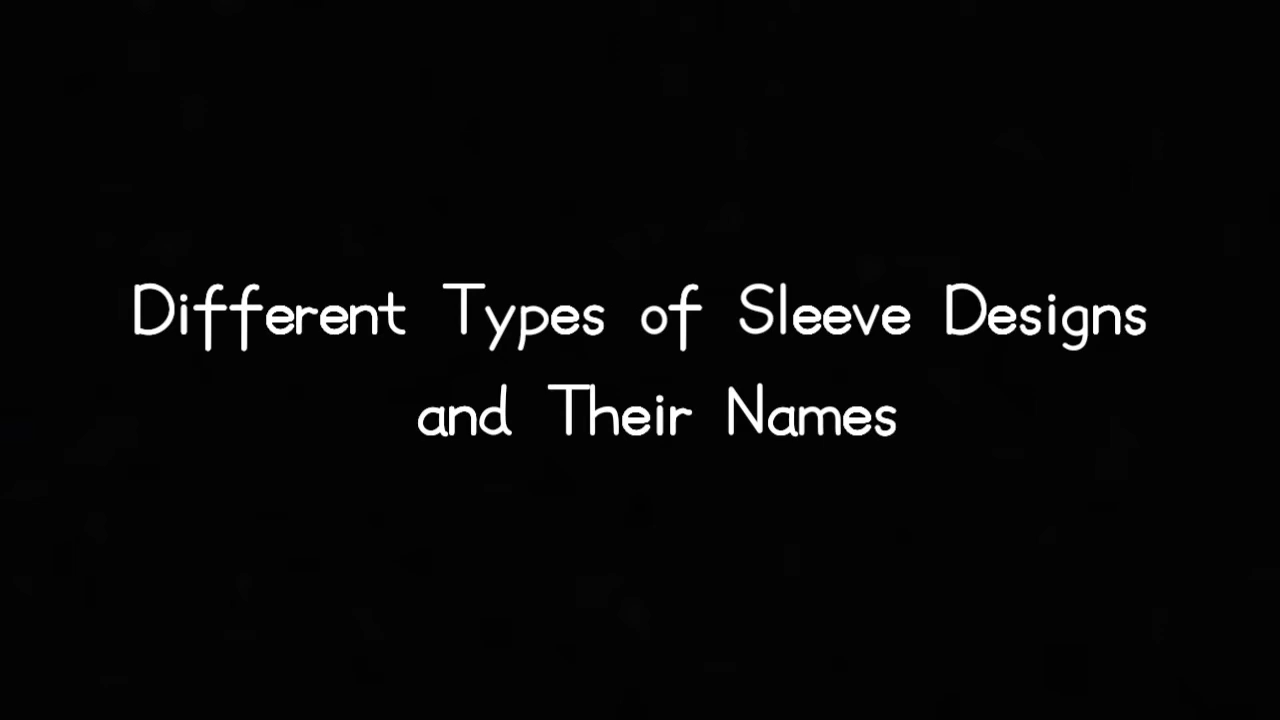 Different Types of Sleeve Designs
and Their Names